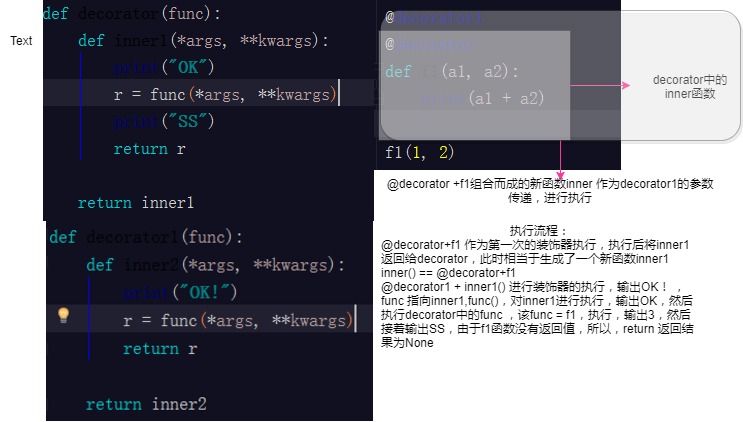 Text
def decorator(func):
def inner1(*args, **kwargs):
print("OK")
r = func(*args, **kwargs)
print("SS")
return r
return inner1
def decorator1(func):
def inner2(*args, **kwargs):
print("OK!")
r = func(*args, **kwargs)
return r
return inner2
@decorator1
@decorator
def f1(a1, a2):
print(a1 + a2)
f1(1, 2)
decorator中的
inner函数
@decorator +f1组合而成的新函数inner 作为decorator1的参数
传递，进行执行
执行流程：
@decorator+f1 作为第一次的装饰器执行，执行后将inner1
返回给decorator，此时相当于生成了一个新函数inner1
inner() == @decorator+f1
@decorator1 + inner1() 进行装饰器的执行，输出OK！ ，
func 指向inner1,func()，对inner1进行执行，输出OK，然后
执行decorator中的func ，该func = f1，执行，输出3，然后
接着输出SS，由于f1函数没有返回值，所以，return 返回结
果为None